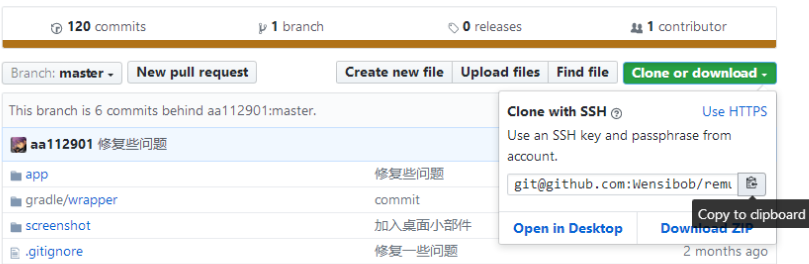 120 commits 1 branch 0 releases 1 contributor
Branch: master New pull request Create new file Upload files Find file Clone or download
This branch is 6 commits behind aa112901:master.
aa112901 修复些问题
app 修复些问题
gradle/wrapper commit
screenshot 加入桌面小部件
.gitignore 修复一些问题 2 months ago
Clone with SSH Use HTTPS
Use an SSH key and passphrase from
account.
git@github.com:Wensibob/remu
Copy to clipboard
Open in Desktop Download ZIP